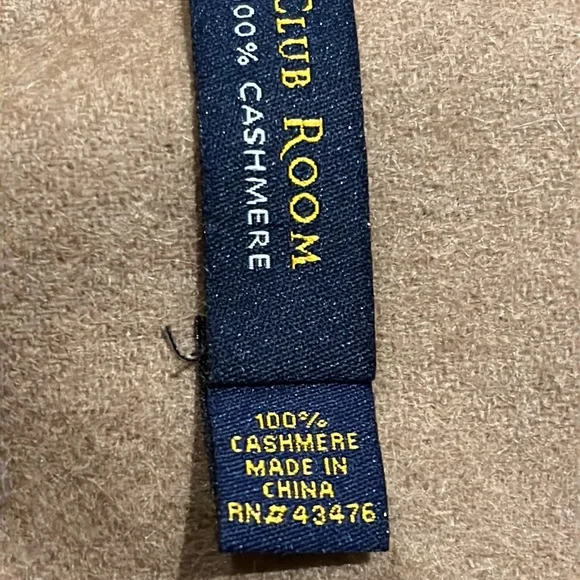 Club Room
00% CASHMERE
100%
CASHMERE
MADE IN
CHINA
RN# 43476